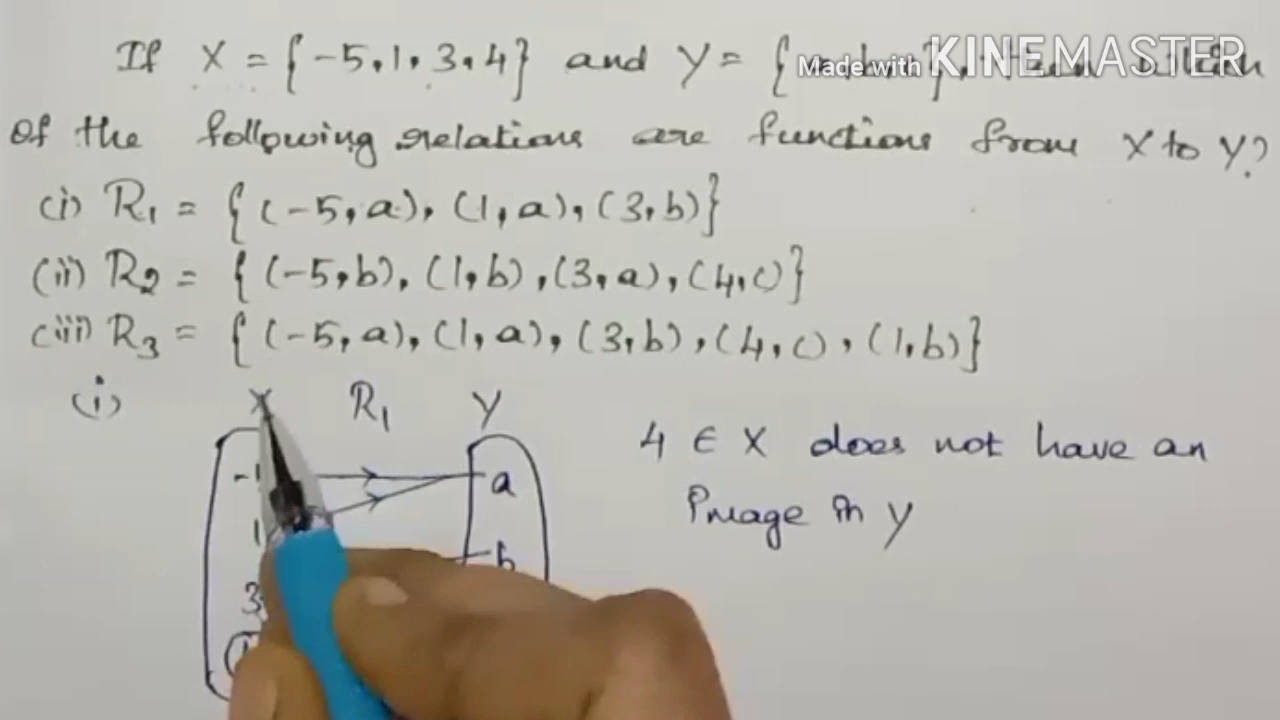 If X = {-5, 1, 3, 4} and Y = {
Made with KINEMASTER
Of the following relations are functions from X to Y?
(i) R₁ = {(-5, a), (1, a), (3, b)}
(ii) R₂ = {(-5, b), (1, b), (3, a), (4, c)}
(iii) R₃ = {(-5, a), (1, a), (3, b), (4, c), (1, b)}
(i) X R₁ Y
a
1
b
3
4 ∈ X does not have an
Image in Y